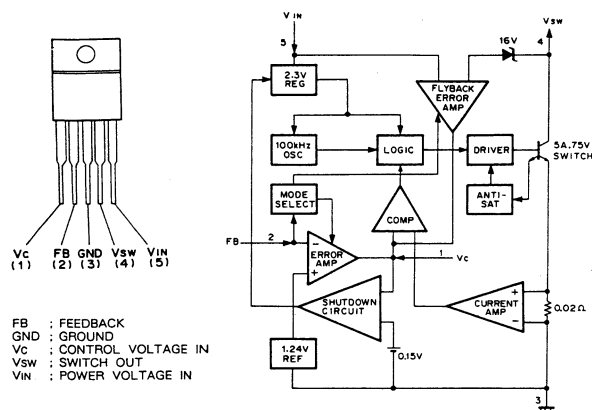 Vc FB GND Vsw VIN
(1) (2) (3) (4) (5)
FB ; FEEDBACK
GND ; GROUND
Vc ; CONTROL VOLTAGE IN
Vsw ; SWITCH OUT
VIN ; POWER VOLTAGE IN
VIN
5
Vsw
16V
4
2.3V
REG
FLYBACK
ERROR
AMP
5A.75V
SWITCH
100kHz
OSC
LOGIC
DRIVER
MODE
SELECT
COMP
ANTI-
SAT
FB
2
−
+
ERROR
AMP
1
Vc
SHUTDOWN
CIRCUIT
CURRENT
AMP
+
−
0.02Ω
1.24V
REF
0.15V
3